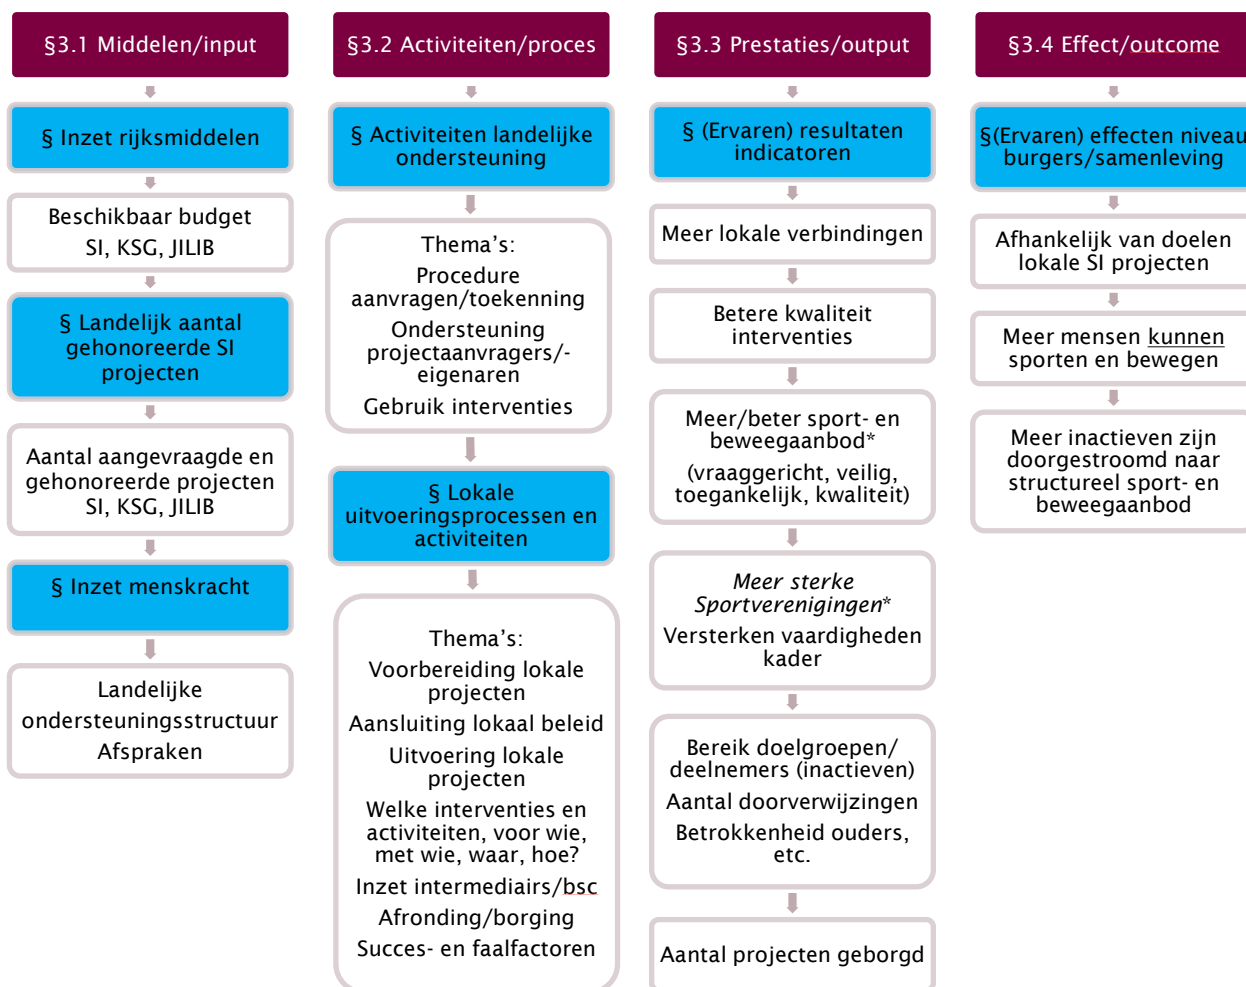 §3.1 Middelen/input
§ Inzet rijksmiddelen
Beschikbaar budget
SI, KSG, JILIB
§ Landelijk aantal
gehonoreerde SI
projecten
Aantal aangevraagde en
gehonoreerde projecten
SI, KSG, JILIB
§ Inzet menskracht
Landelijke
ondersteuningsstructuur
Afspraken
§3.2 Activiteiten/proces
§ Activiteiten landelijke
ondersteuning
Thema's:
Procedure
aanvragen/toekenning
Ondersteuning
projectaanvragers/-
eigenaren
Gebruik interventies
§ Lokale
uitvoeringsprocessen en
activiteiten
Thema's:
Voorbereiding lokale
projecten
Aansluiting lokaal beleid
Uitvoering lokale
projecten
Welke interventies en
activiteiten, voor wie,
met wie, waar, hoe?
Inzet intermediairs/bsc
Afronding/borging
Succes- en faalfactoren
§3.3 Prestaties/output
§ (Ervaren) resultaten
indicatoren
Meer lokale verbindingen
Betere kwaliteit
interventies
Meer/beter sport- en
beweegaanbod*
(vraaggericht, veilig,
toegankelijk, kwaliteit)
Meer sterke
Sportverenigingen*
Versterken vaardigheden
kader
Bereik doelgroepen/
deelnemers (inactieven)
Aantal doorverwijzingen
Betrokkenheid ouders,
etc.
Aantal projecten geborgd
§3.4 Effect/outcome
§(Ervaren) effecten niveau
burgers/samenleving
Afhankelijk van doelen
lokale SI projecten
Meer mensen kunnen
sporten en bewegen
Meer inactieven zijn
doorgestroomd naar
structureel sport- en
beweegaanbod